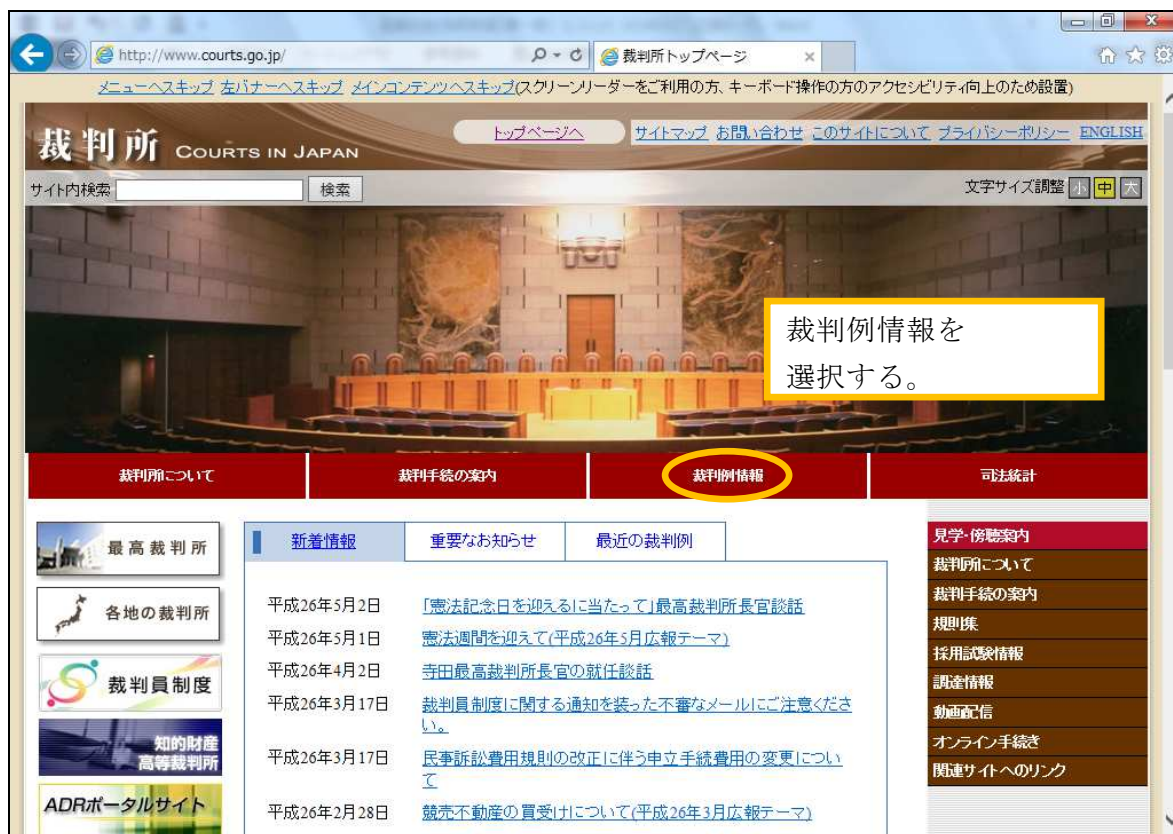 http://www.courts.go.jp/
裁判所トップページ
メニューへスキップ 左バナーへスキップ メインコンテンツへスキップ(スクリーンリーダーをご利用の方、キーボード操作の方のアクセシビリティ向上のため設置)
裁判所 COURTS IN JAPAN
トップページへ サイトマップ お問い合わせ このサイトについて プライバシーポリシー ENGLISH
サイト内検索 検索 文字サイズ調整 小 中 大
裁判例情報を
選択する。
裁判所について 裁判手続の案内 裁判例情報 司法統計
最高裁判所
各地の裁判所
裁判員制度
知的財産
高等裁判所
ADRポータルサイト
新着情報 重要なお知らせ 最近の裁判例
平成26年5月2日 「憲法記念日を迎えるに当たって」最高裁判所長官談話
平成26年5月1日 憲法週間を迎えて(平成26年5月広報テーマ)
平成26年4月2日 寺田最高裁判所長官の就任談話
平成26年3月17日 裁判員制度に関する通知を装った不審なメールにご注意くださ
い。
平成26年3月17日 民事訴訟費用規則の改正に伴う申立手続費用の変更につい
て
平成26年2月28日 競売不動産の買受けについて(平成26年3月広報テーマ)
見学・傍聴案内
裁判所について
裁判手続の案内
規則集
採用試験情報
調達情報
動画配信
オンライン手続き
関連サイトへのリンク